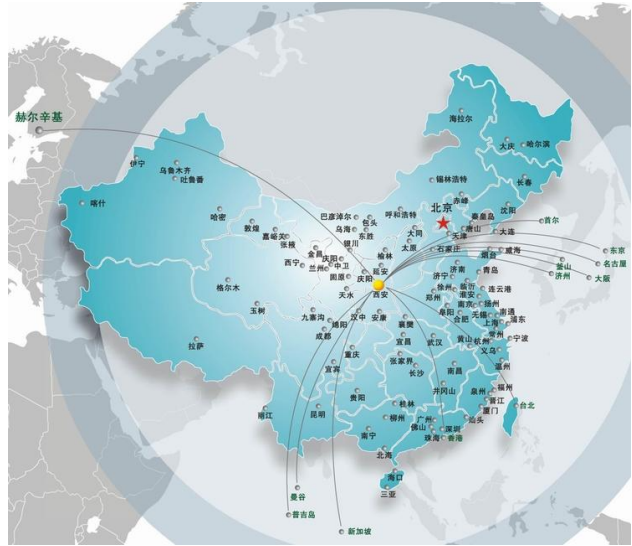 赫尔辛基
海拉尔
大庆
哈尔滨
伊宁
乌鲁木齐
吐鲁番
锡林浩特
长春
喀什
赤峰
哈密
巴彦淖尔
包头
呼和浩特
北京
秦皇岛
沈阳
敦煌
嘉峪关
张掖
乌海
东胜
大同
天津
唐山
大连
首尔
金昌
银川
太原
石家庄
西宁
兰州
庆阳
中卫
榆林
烟台
威海
东京
名古屋
釜山
固原
庆阳
延安
济南
青岛
济州
大阪
格尔木
天水
西安
济宁
徐州
临沂
连云港
玉树
郑州
淮安
扬州
九寨沟
绵阳
汉中
安康
襄樊
阜阳
南京
合肥
无锡
南通
上海
浦东
成都
宜昌
武汉
常州
拉萨
重庆
黄山
杭州
宁波
义乌
宜宾
张家界
长沙
南昌
温州
丽江
昆明
贵阳
井冈山
泉州
福州
晋江
桂林
厦门
台北
柳州
广州
汕头
南宁
佛山
深圳
珠海
香港
北海
海口
三亚
曼谷
普吉岛
新加坡